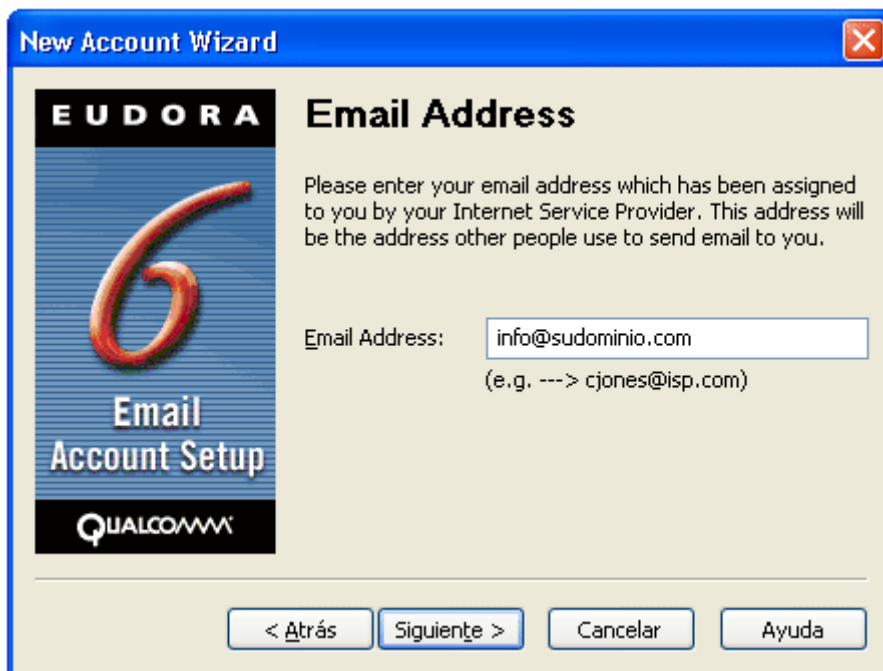 New Account Wizard
EUDORA
6
Email
Account Setup
QUALCOMM
Email Address
Please enter your email address which has been assigned
to you by your Internet Service Provider. This address will
be the address other people use to send email to you.
Email Address: info@sudominio.com
(e.g. ---> cjones@isp.com)
< Atrás Siguiente > Cancelar Ayuda